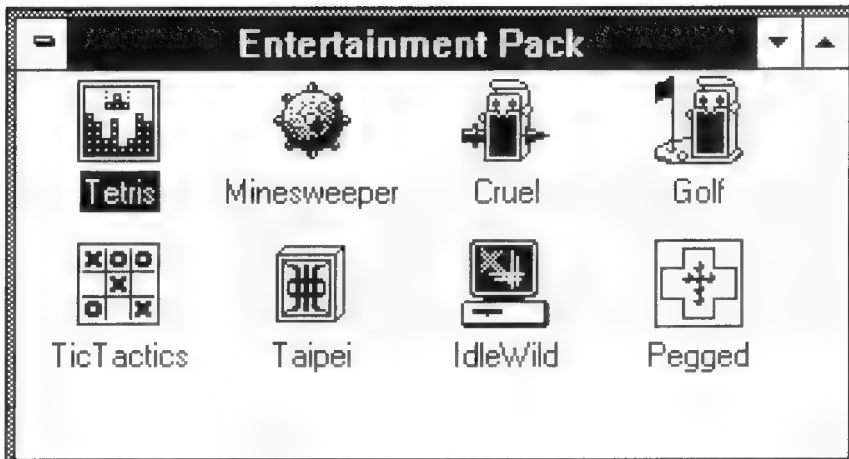 Entertainment Pack
Tetris Minesweeper Cruel Golf
TicTactics Taipei IdleWild Pegged